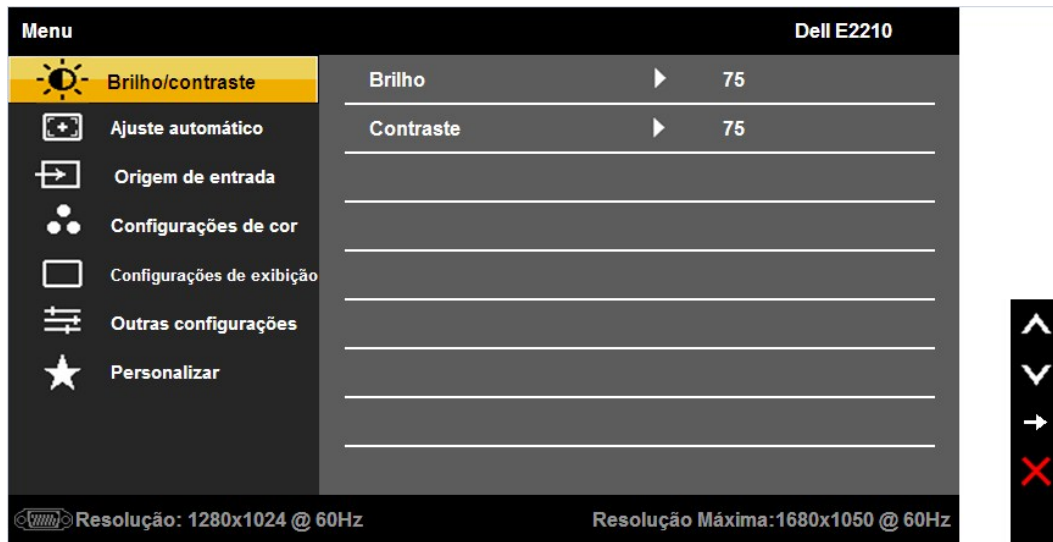 Menu Dell E2210
Brilho/contraste Brilho 75
Ajuste automático Contraste 75
Origem de entrada
Configurações de cor
Configurações de exibição
Outras configurações
Personalizar
Resolução: 1280x1024 @ 60Hz Resolução Máxima:1680x1050 @ 60Hz